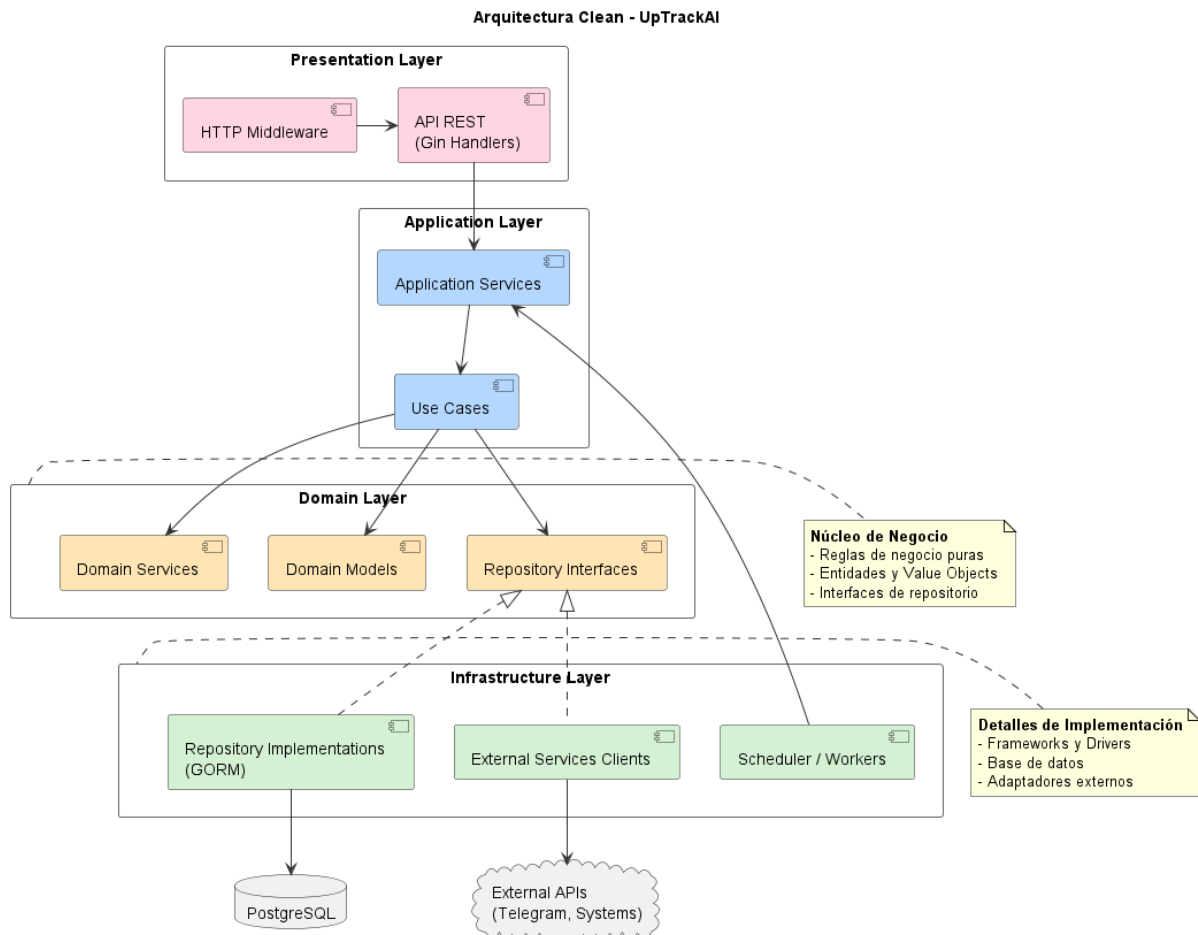 Arquitectura Clean - UpTrackAI
Presentation Layer
HTTP Middleware
API REST
(Gin Handlers)
Application Layer
Application Services
Use Cases
Domain Layer
Domain Services
Domain Models
Repository Interfaces
Núcleo de Negocio
- Reglas de negocio puras
- Entidades y Value Objects
- Interfaces de repositorio
Infrastructure Layer
Repository Implementations
(GORM)
External Services Clients
Scheduler / Workers
Detalles de Implementación
- Frameworks y Drivers
- Base de datos
- Adaptadores externos
PostgreSQL
External APIs
(Telegram, Systems)